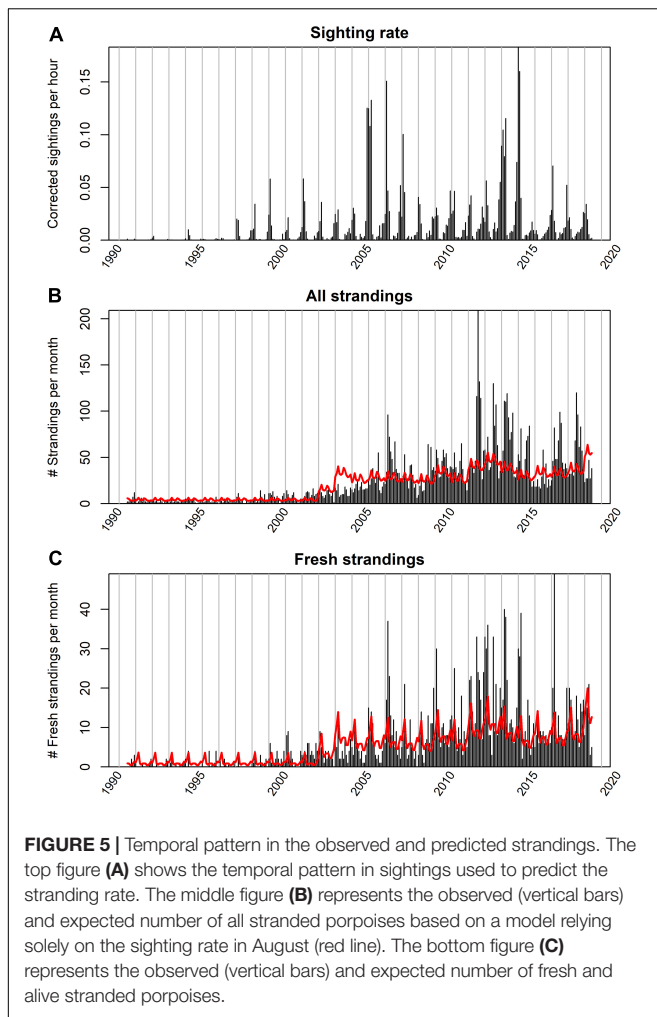 A
Sighting rate
Corrected sightings per hour
0.15
0.10
0.05
0.00
1990
1995
2000
2005
2010
2015
2020
B
All strandings
# Strandings per month
200
150
100
50
0
1990
1995
2000
2005
2010
2015
2020
C
Fresh strandings
# Fresh strandings per month
40
30
20
10
0
1990
1995
2000
2005
2010
2015
2020
FIGURE 5 | Temporal pattern in the observed and predicted strandings. The
top figure (A) shows the temporal pattern in sightings used to predict the
stranding rate. The middle figure (B) represents the observed (vertical bars)
and expected number of all stranded porpoises based on a model relying
solely on the sighting rate in August (red line). The bottom figure (C)
represents the observed (vertical bars) and expected number of fresh and
alive stranded porpoises.